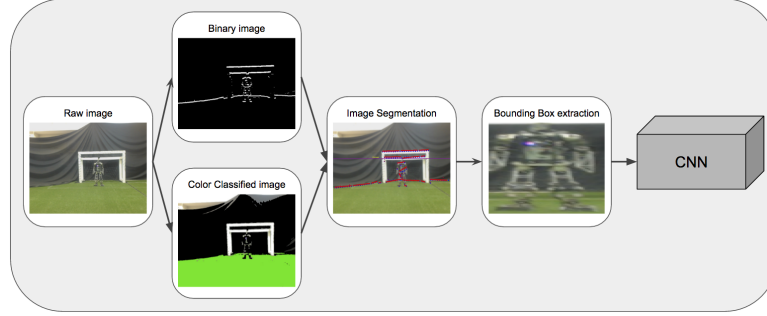 Binary image
Raw image
Image Segmentation
Bounding Box extraction
CNN
Color Classified image